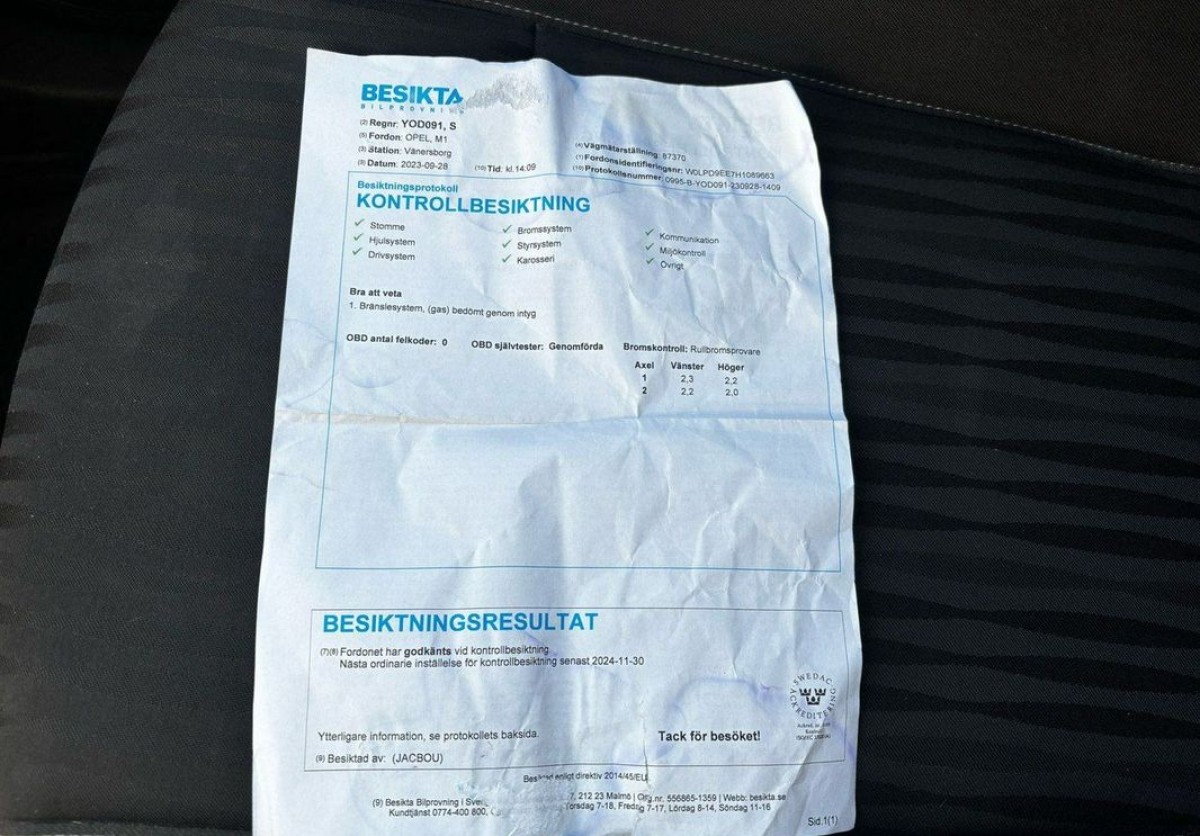 BESIKTA
BILPROVNING
(2) Regnr: YOD091, S
(5) Fordon: OPEL, M1
(3) Station: Vänersborg
(3) Datum: 2023-09-28 (10) Tid: kl.14:09
(4) Vägmätarställning: 87370
(1) Fordonsidentifieringsnr: W0LPD9EE7H1089663
(10) Protokollsnummer: 0995-B-YOD091-230928-1409
Besiktningsprotokoll
KONTROLLBESIKTNING
✓ Stomme ✓ Bromssystem ✓ Kommunikation
✓ Hjulsystem ✓ Styrsystem ✓ Miljökontroll
✓ Drivsystem ✓ Karosseri ✓ Övrigt
Bra att veta
1. Bränslesystem, (gas) bedömt genom intyg
OBD antal felkoder: 0 OBD självtester: Genomförda Bromskontroll: Rullbromsprovare
Axel Vänster Höger
1 2,3 2,2
2 2,2 2,0
BESIKTNINGSRESULTAT
(7)(8) Fordonet har godkänts vid kontrollbesiktning
Nästa ordinarie inställelse för kontrollbesiktning senast 2024-11-30
SWEDAC
ACKREDITERING
Ytterligare information, se protokollets baksida.
Tack för besöket!
(9) Besiktad av: (JACBOU)
enligt direktiv 2014/45/EU
(9) Besikta Bilprovning i 7, 212 23 Malmö | Org.nr. 556865-1359 | Webb: besikta.se
Kundtjänst 0774-400 800, Torsdag 7-18, Fredag 7-17, Lördag 8-14, Söndag 11-16
Sid.1(1)